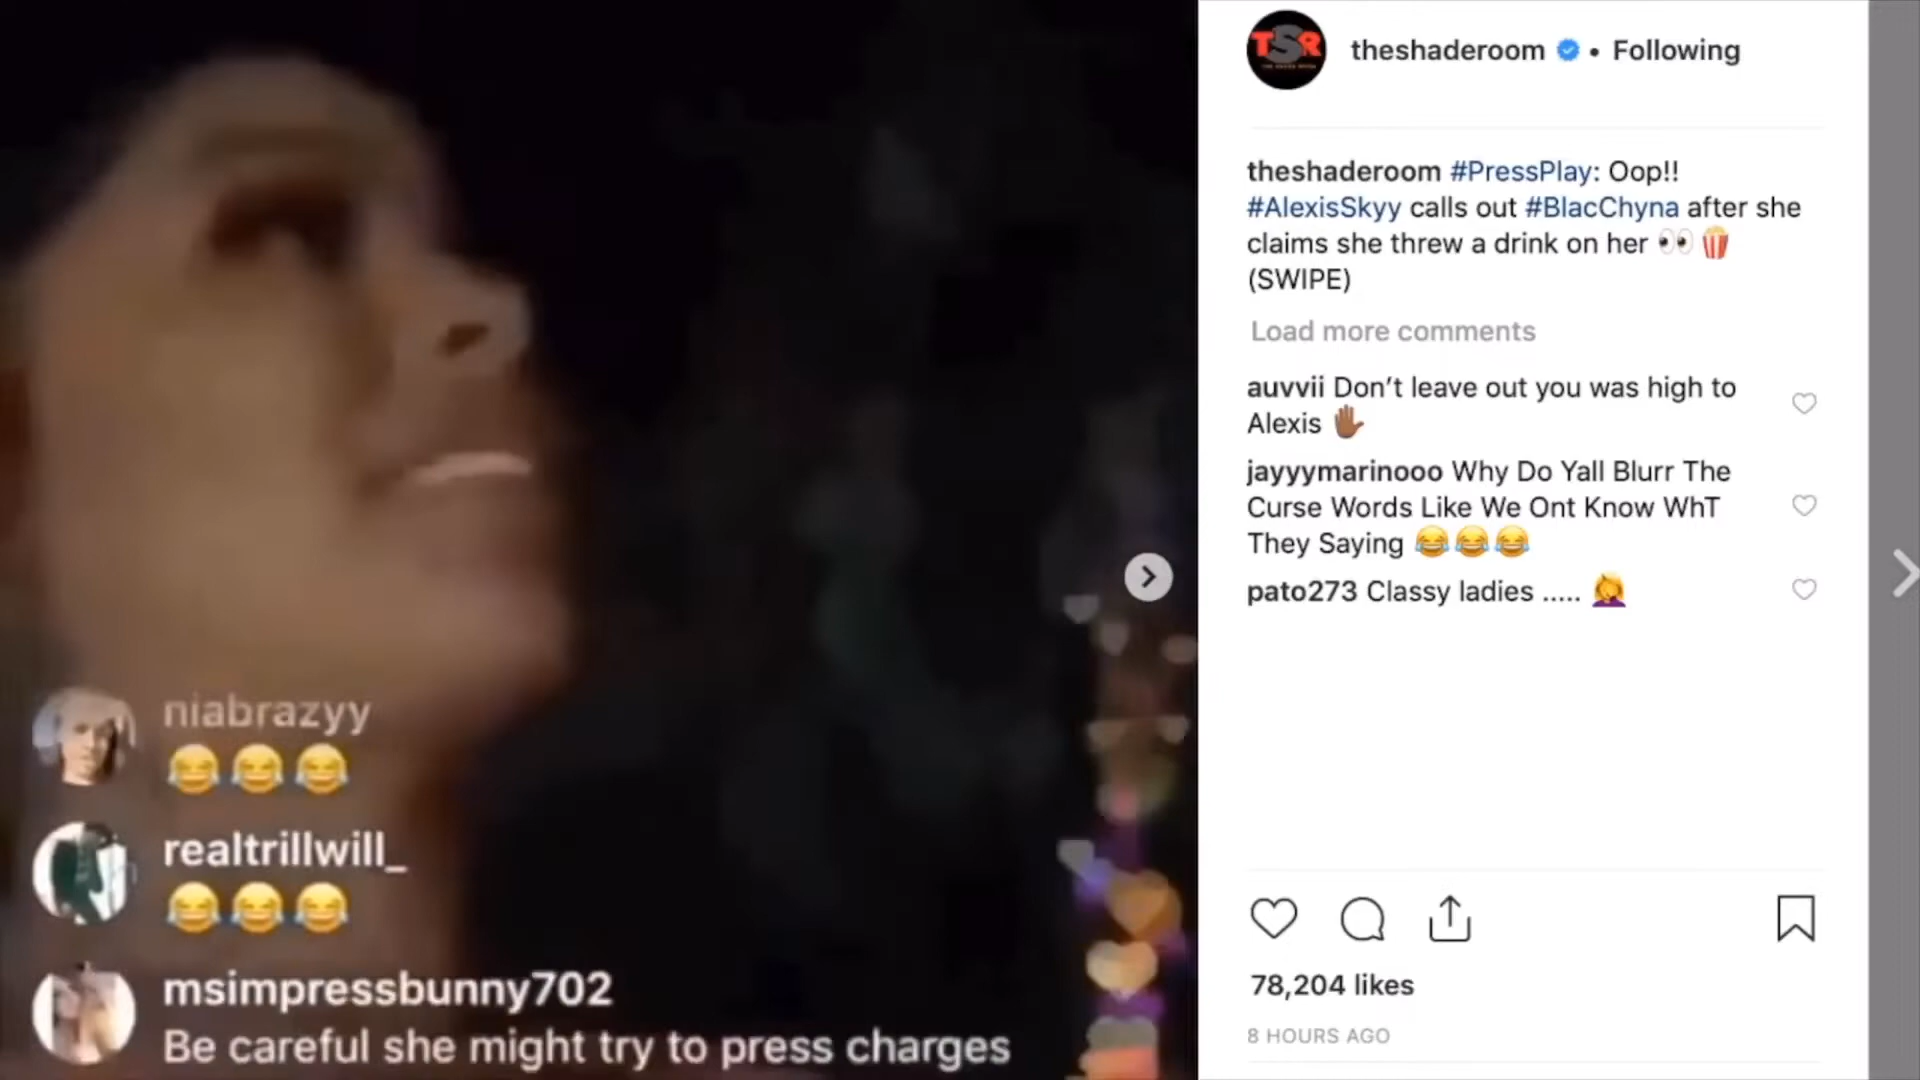 niabrazyy
😂😂😂
realtrillwill_
😂😂😂
msimpressbunny702
Be careful she might try to press charges
TSR
theshaderoom • Following
theshaderoom #PressPlay: Oop!!
#AlexisSkyy calls out #BlacChyna after she
claims she threw a drink on her 👀🍿
(SWIPE)
Load more comments
auvvii Don’t leave out you was high to
Alexis 🤚🏾
jayyymarinooo Why Do Yall Blurr The
Curse Words Like We Ont Know WhT
They Saying 😂😂😂
pato273 Classy ladies ..... 🤦‍♀️
78,204 likes
8 HOURS AGO